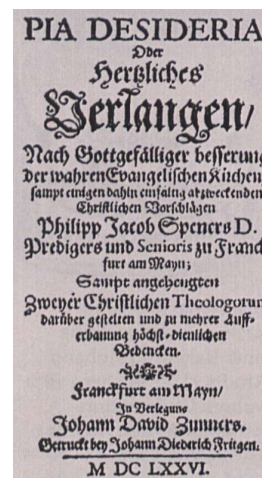 PIA DESIDERIA
Oder
Hertzliches
Verlangen/
Nach Gottgefälliger besserung
der wahren Evangelischen Kirchen
sampt einigen dahin einfältig abzweckenden
Christlichen Vorschlägen
Philipp Jacob Speners D.
Predigers und Senioris zu Franck
furt am Mayn;
Sampt angehengten
Zweyer Christlichen Theologorum
darüber gestelten und zu mehrer Auff-
erbauung höchst-dienlichen
Bedencken.
Franckfurt am Mayn/
In Verlegung
Johann David Zunners.
Getruckt bey Johann Diederich Fritgen.
M DC LXXVI.